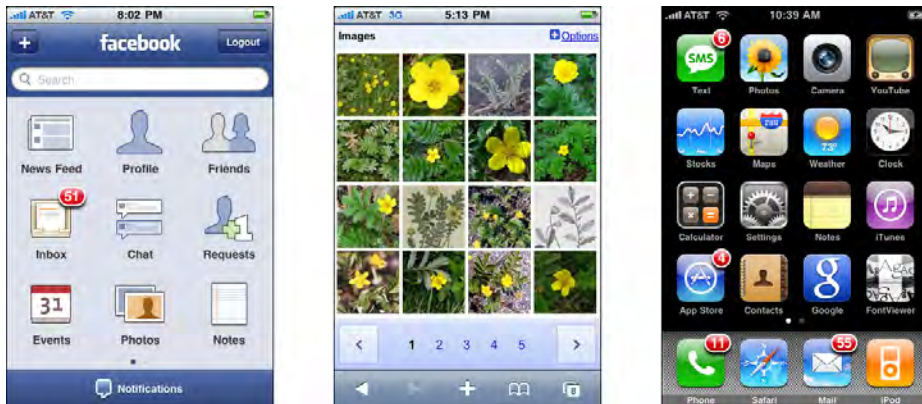 AT&T 8:02 PM
+ facebook Logout
Search
News Feed Profile Friends
51
Inbox Chat Requests
31
Events Photos Notes
Notifications
AT&T 3G 5:13 PM
Images Options
1 2 3 4 5
AT&T 10:39 AM
6
SMS
Text Photos Camera YouTube
THU
73°
Stocks Maps Weather Clock
Calculator Settings Notes iTunes
4
App Store Contacts Google FontViewer
11 55
Phone Safari Mail iPod